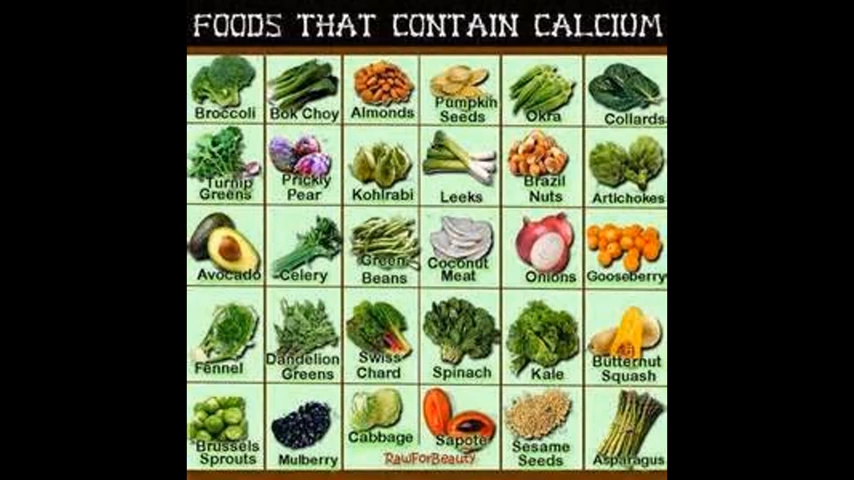 FOODS THAT CONTAIN CALCIUM
Broccoli
Bok Choy
Almonds
Pumpkin
Seeds
Okra
Collards
Turnip
Greens
Prickly
Pear
Kohlrabi
Leeks
Brazil
Nuts
Artichokes
Avocado
Celery
Green
Beans
Coconut
Meat
Onions
Gooseberry
Fennel
Dandelion
Greens
Swiss
Chard
Spinach
Kale
Butternut
Squash
Brussels
Sprouts
Mulberry
Cabbage
Sapote
Sesame
Seeds
Asparagus
RawForBeauty